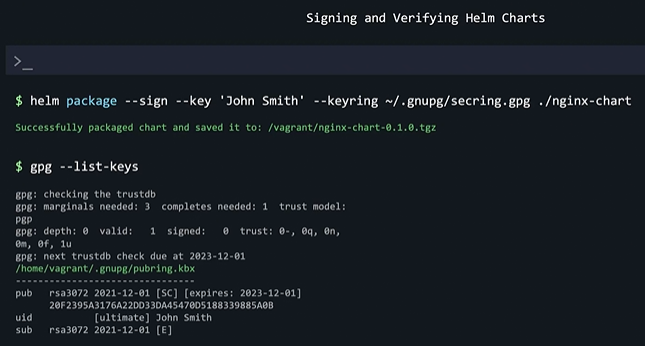 Signing and Verifying Helm Charts
>_
$ helm package --sign --key 'John Smith' --keyring ~/.gnupg/secring.gpg ./nginx-chart
Successfully packaged chart and saved it to: /vagrant/nginx-chart-0.1.0.tgz
$ gpg --list-keys
gpg: checking the trustdb
gpg: marginals needed: 3  completes needed: 1  trust model:
pgp
gpg: depth: 0  valid:   1  signed:   0  trust: 0-, 0q, 0n,
0m, 0f, 1u
gpg: next trustdb check due at 2023-12-01
/home/vagrant/.gnupg/pubring.kbx
--------------------------------
pub   rsa3072 2021-12-01 [SC] [expires: 2023-12-01]
20F2395A3176A22DD33DA45470D5188339885A0B
uid           [ultimate] John Smith
sub   rsa3072 2021-12-01 [E]